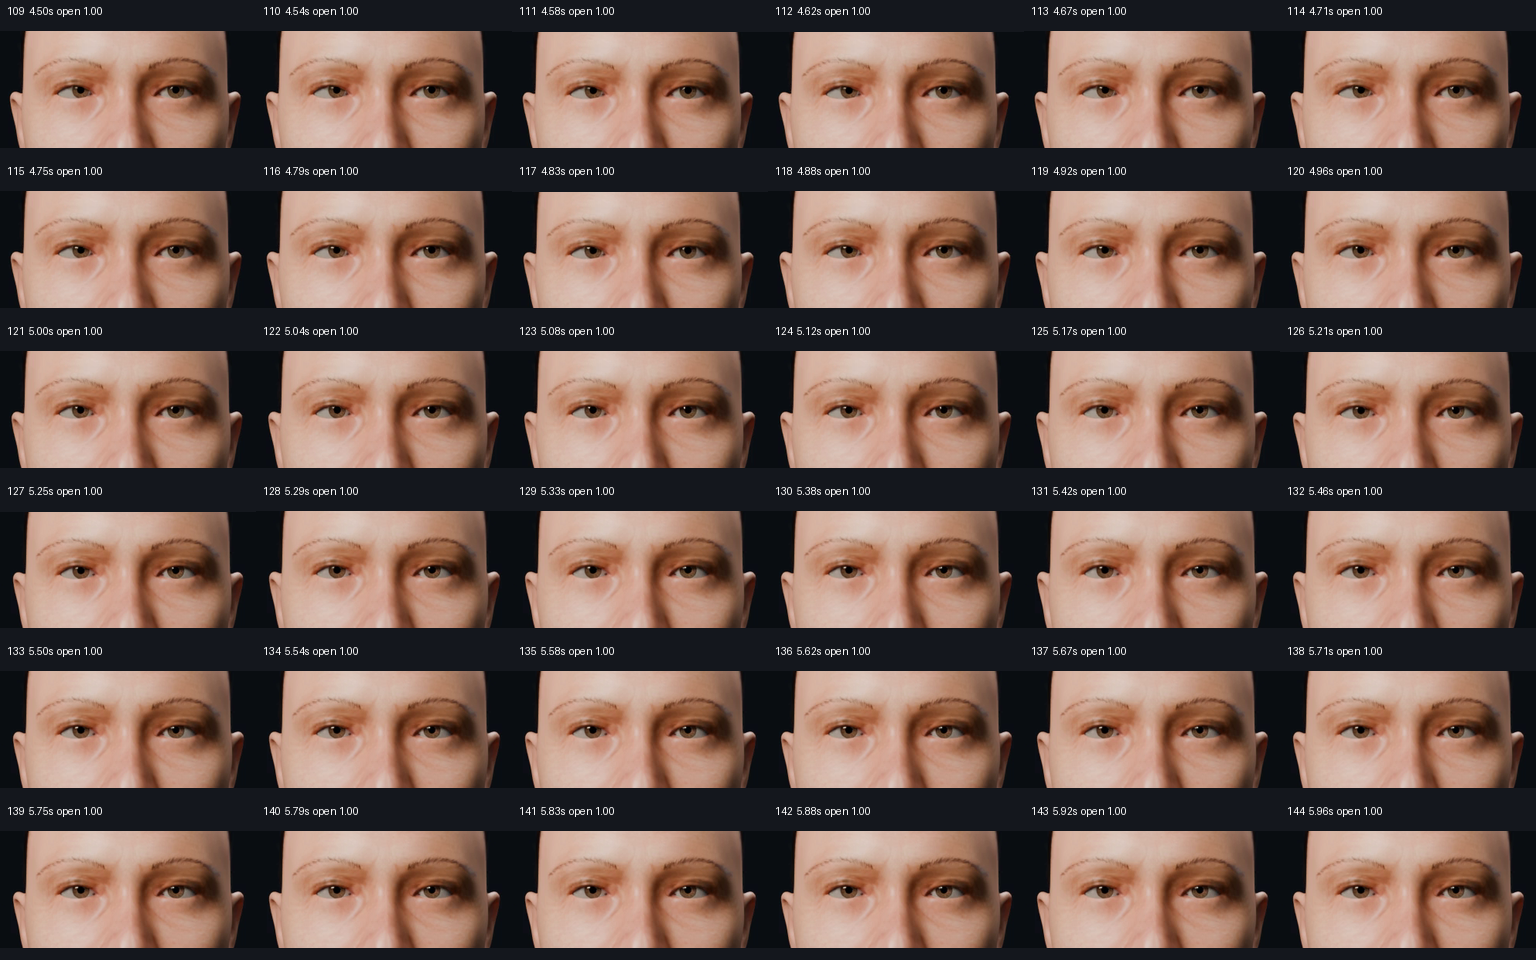 109 4.50s open 1.00
110 4.54s open 1.00
111 4.58s open 1.00
112 4.62s open 1.00
113 4.67s open 1.00
114 4.71s open 1.00
115 4.75s open 1.00
116 4.79s open 1.00
117 4.83s open 1.00
118 4.88s open 1.00
119 4.92s open 1.00
120 4.96s open 1.00
121 5.00s open 1.00
122 5.04s open 1.00
123 5.08s open 1.00
124 5.12s open 1.00
125 5.17s open 1.00
126 5.21s open 1.00
127 5.25s open 1.00
128 5.29s open 1.00
129 5.33s open 1.00
130 5.38s open 1.00
131 5.42s open 1.00
132 5.46s open 1.00
133 5.50s open 1.00
134 5.54s open 1.00
135 5.58s open 1.00
136 5.62s open 1.00
137 5.67s open 1.00
138 5.71s open 1.00
139 5.75s open 1.00
140 5.79s open 1.00
141 5.83s open 1.00
142 5.88s open 1.00
143 5.92s open 1.00
144 5.96s open 1.00